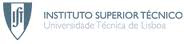 INSTITUTO SUPERIOR TÉCNICO
Universidade Técnica de Lisboa